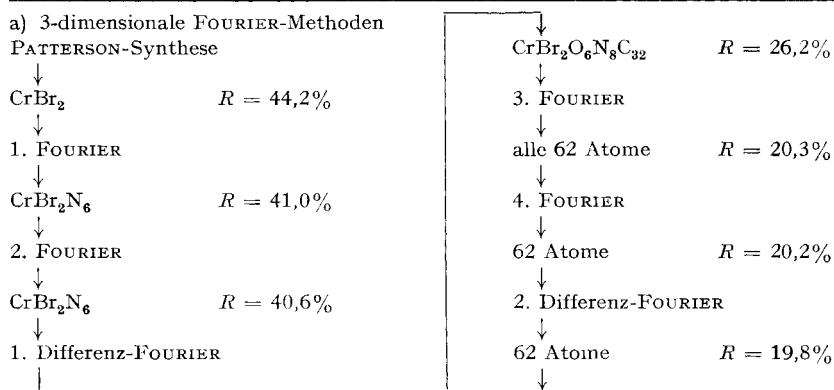 a) 3-dimensionale FOURIER-Methoden
PATTERSON-Synthese
↓
CrBr₂ R = 44,2%
↓
1. FOURIER
↓
CrBr₂N₆ R = 41,0%
↓
2. FOURIER
↓
CrBr₂N₆ R = 40,6%
↓
1. Differenz-FOURIER
↓
CrBr₂O₆N₈C₃₂ R = 26,2%
↓
3. FOURIER
↓
alle 62 Atome R = 20,3%
↓
4. FOURIER
↓
62 Atome R = 20,2%
↓
2. Differenz-FOURIER
↓
62 Atome R = 19,8%
↓